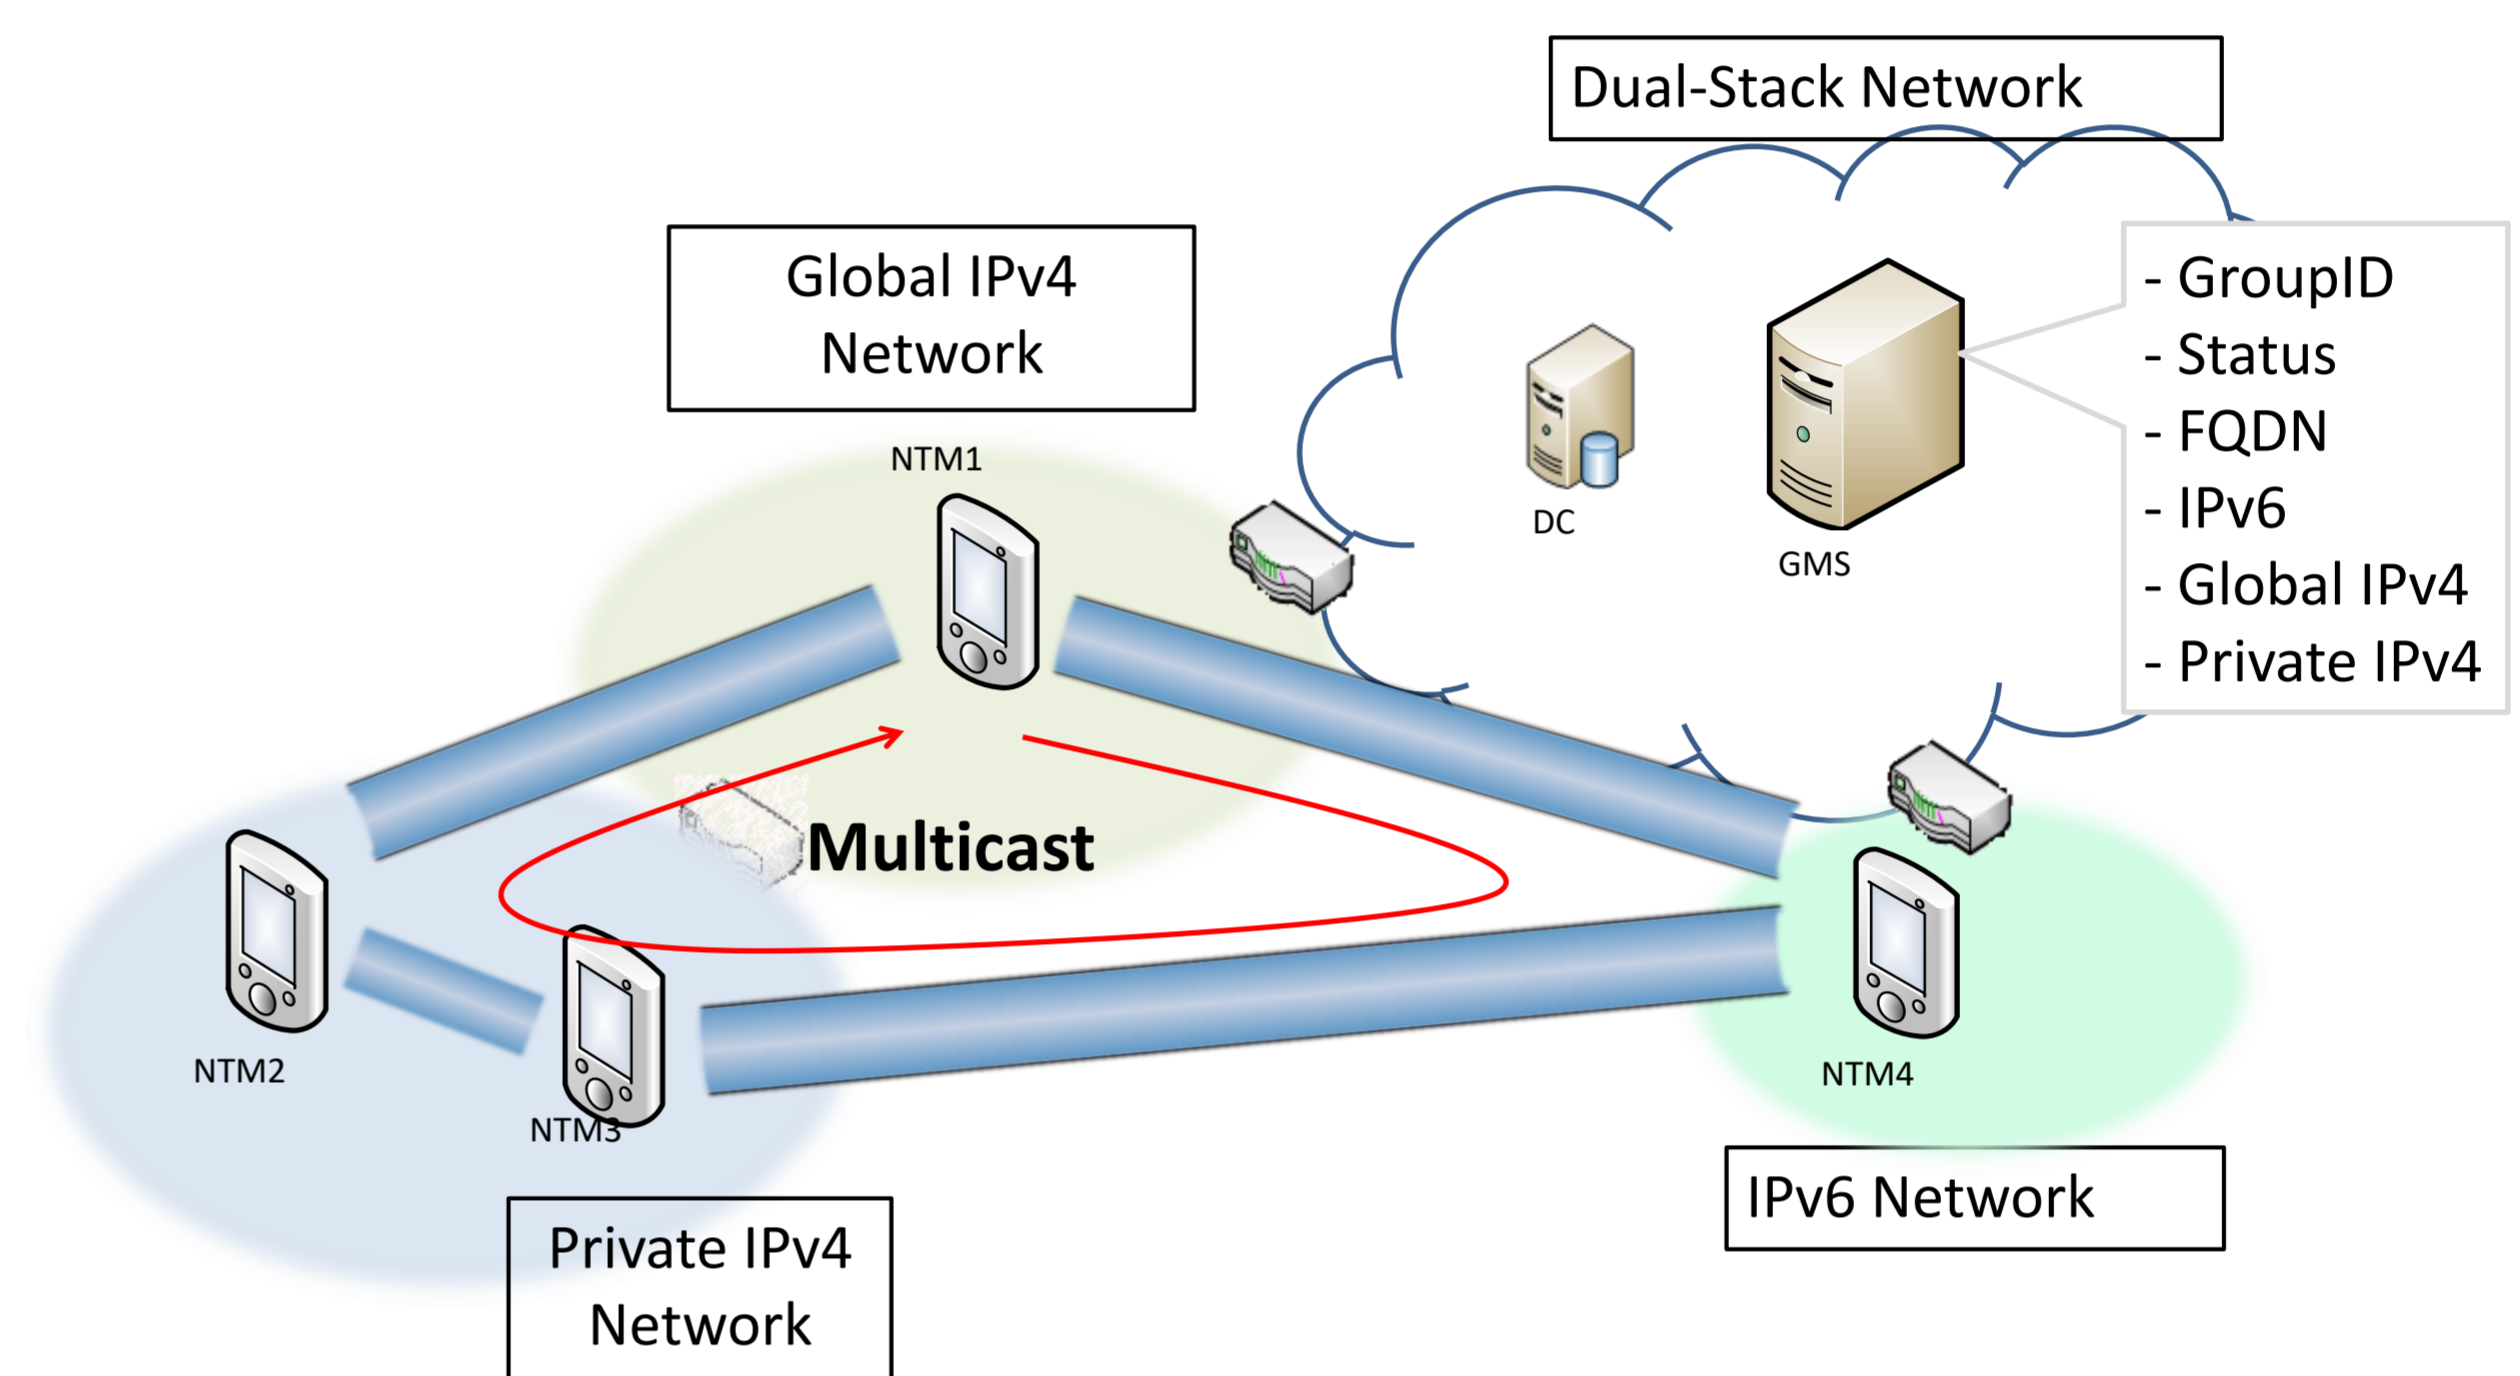 Dual-Stack Network
Global IPv4
Network
- GroupID
- Status
- FQDN
- IPv6
- Global IPv4
- Private IPv4
NTM1
DC
GMS
Multicast
NTM2
NTM3
NTM4
IPv6 Network
Private IPv4
Network